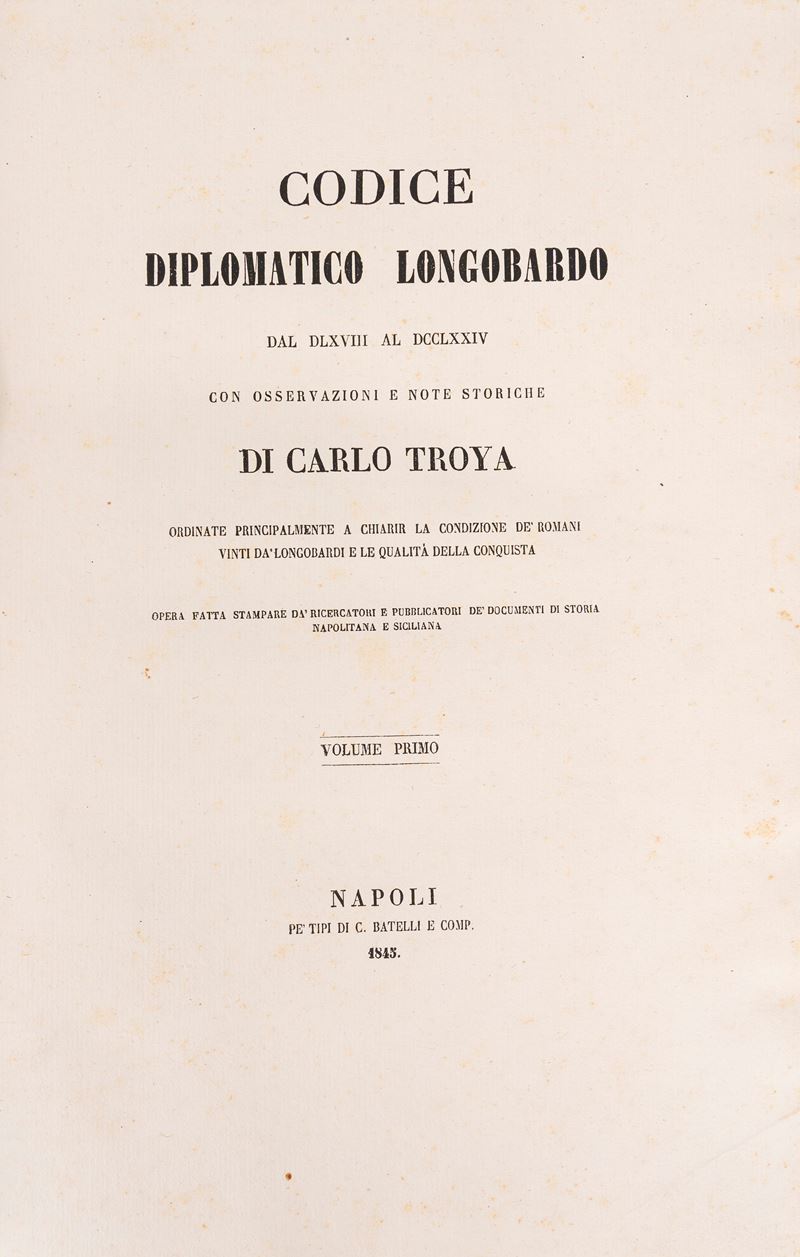 CODICE
DIPLOMATICO LONGOBARDO
DAL DLXVIII AL DCCLXXIV
CON OSSERVAZIONI E NOTE STORICHE
DI CARLO TROYA
ORDINATE PRINCIPALMENTE A CHIARIR LA CONDIZIONE DE' ROMANI
VINTI DA' LONGOBARDI E LE QUALITÀ DELLA CONQUISTA
OPERA FATTA STAMPARE DA' RICERCATORI E PUBBLICATORI DE' DOCUMENTI DI STORIA
NAPOLITANA E SICILIANA
VOLUME PRIMO
NAPOLI
PE' TIPI DI C. BATELLI E COMP.
1845.